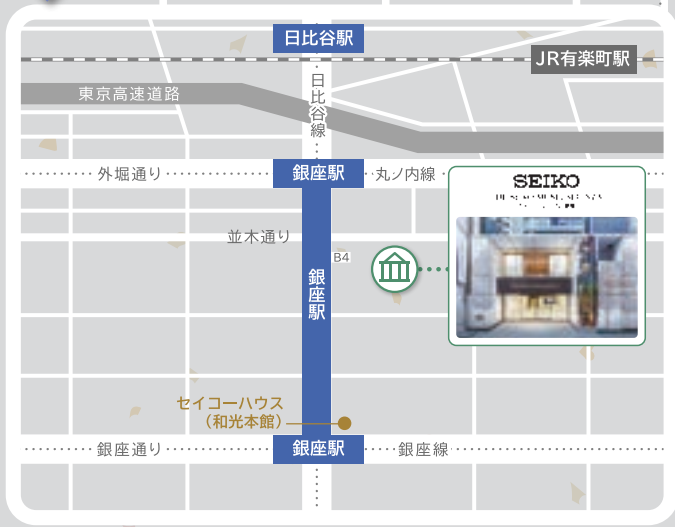 日比谷駅
JR有楽町駅
東京高速道路
日比谷線
外堀通り
銀座駅
丸ノ内線
SEIKO
並木通り
B4
銀座駅
セイコーハウス
（和光本館）
銀座通り
銀座駅
銀座線